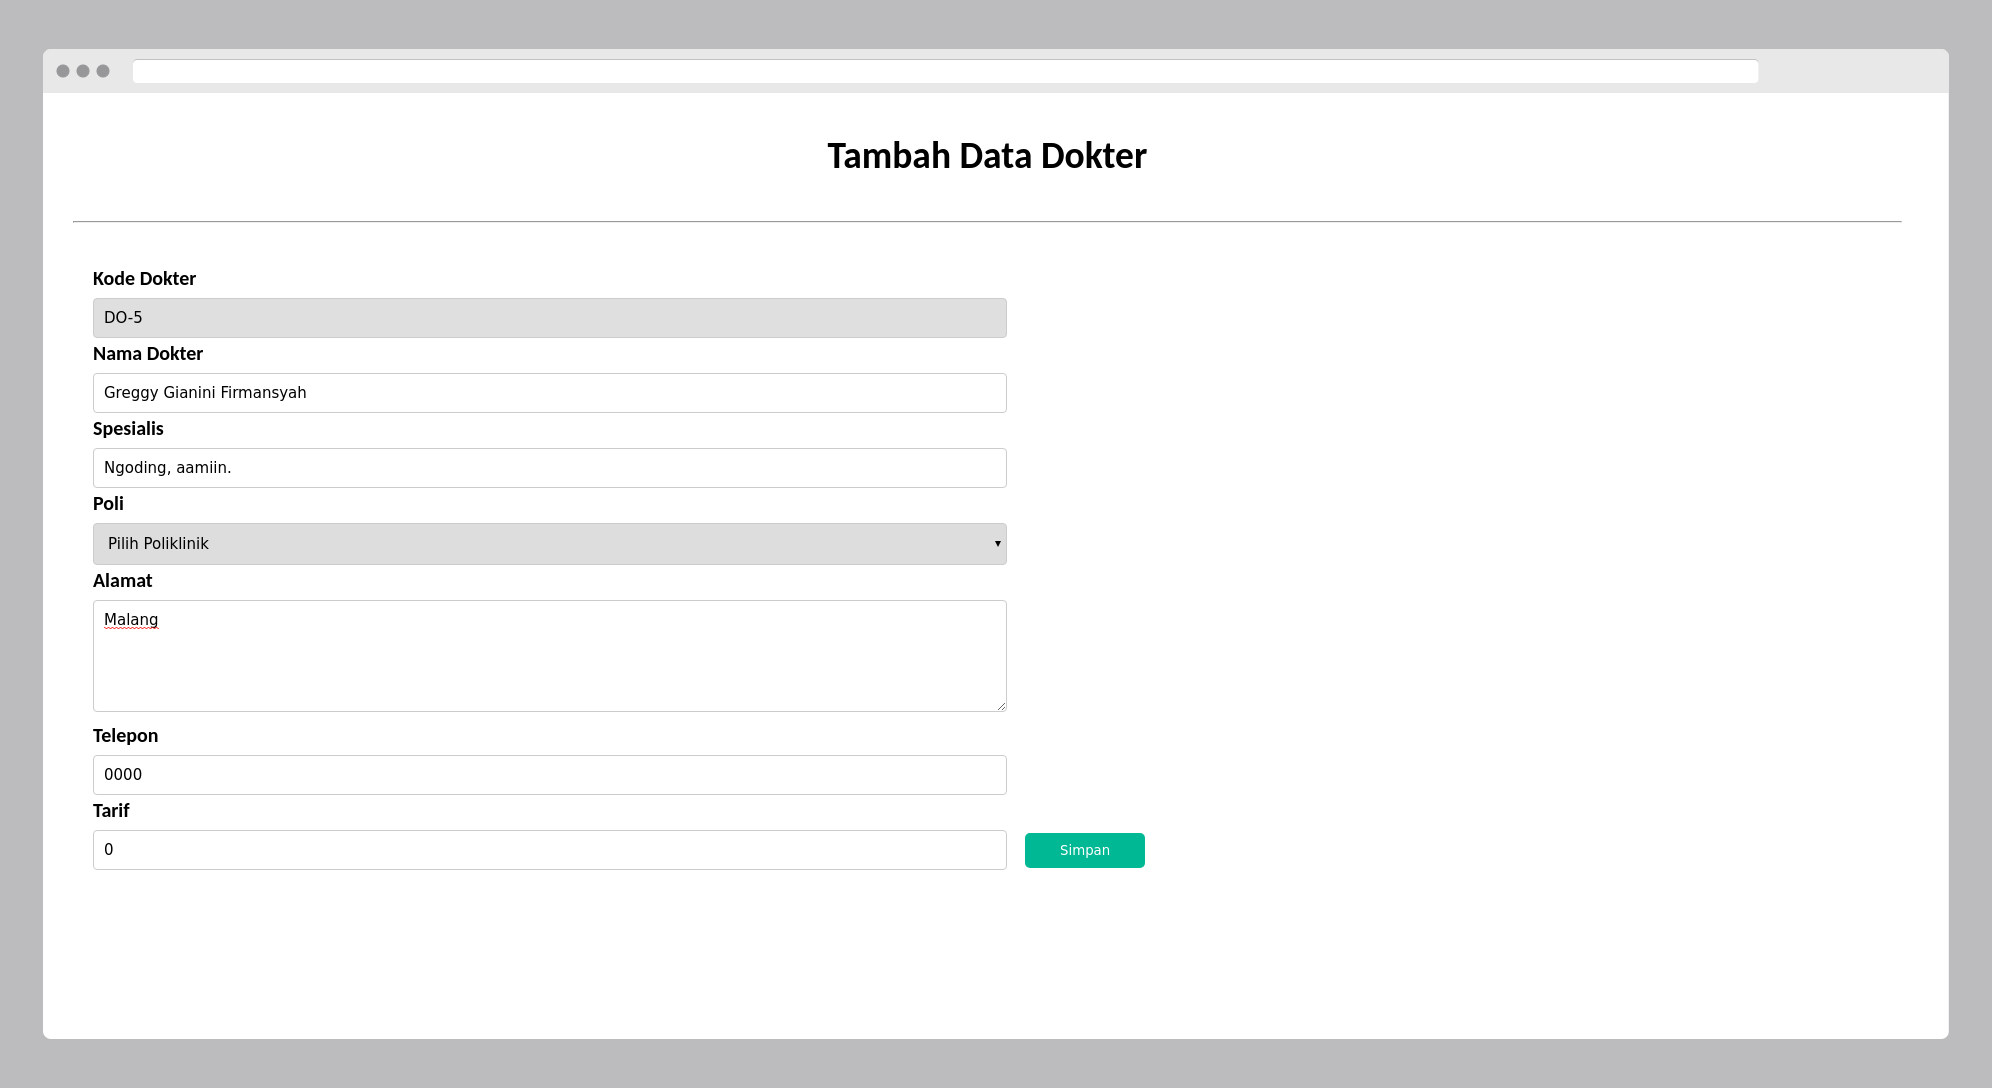 Tambah Data Dokter
Kode Dokter
DO-5
Nama Dokter
Greggy Gianini Firmansyah
Spesialis
Ngoding, aamiin.
Poli
Pilih Poliklinik
Alamat
Malang
Telepon
0000
Tarif
0
Simpan